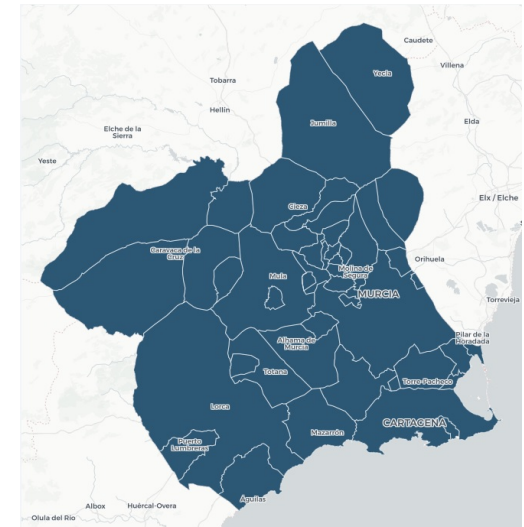 Caudete
Yecla
Villena
Tobarra
Hellín
Jumilla
Elda
Elche de la
Sierra
Yeste
Elx / Elche
Cieza
Caravaca de la
Cruz
Orihuela
Mula
Molina de
Segura
MURCIA
Torrevieja
Pilar de la
Horadada
Alhama de
Murcia
Totana
Torre-Pacheco
Lorca
CARTAGENA
Mazarrón
Puerto
Lumbreras
Águilas
Albox
Huércal-Overa
Olula del Río